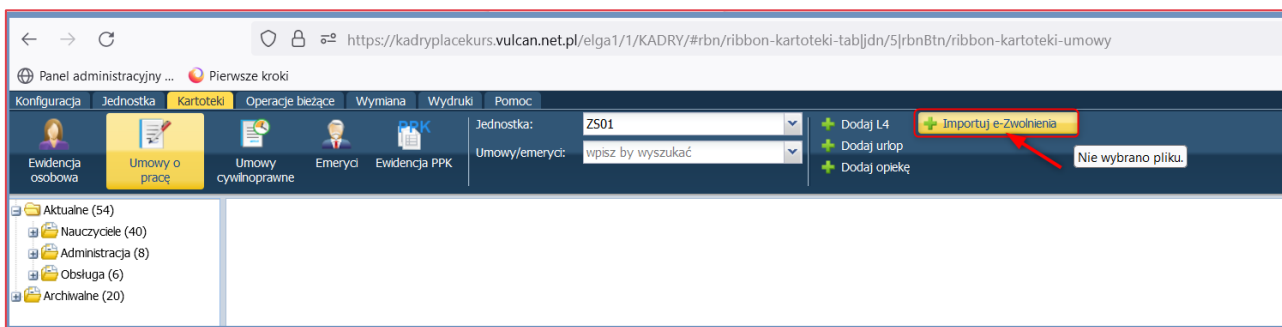 https://kadryplacekurs.vulcan.net.pl/elga1/1/KADRY/#rbn/ribbon-kartoteki-tab|jdn/5|rbnBtn/ribbon-kartoteki-umowy
Panel administracyjny ... Pierwsze kroki
Konfiguracja Jednostka Kartoteki Operacje bieżące Wymiana Wydruki Pomoc
PPK
Ewidencja osobowa
Umowy o pracę
Umowy cywilnoprawne
Emeryci
Ewidencja PPK
Jednostka: ZS01
Umowy/emeryci: wpisz by wyszukać
Dodaj L4
Dodaj urlop
Dodaj opiekę
Importuj e-Zwolnienia
Nie wybrano pliku.
Aktualne (54)
Nauczyciele (40)
Administracja (8)
Obsługa (6)
Archiwalne (20)